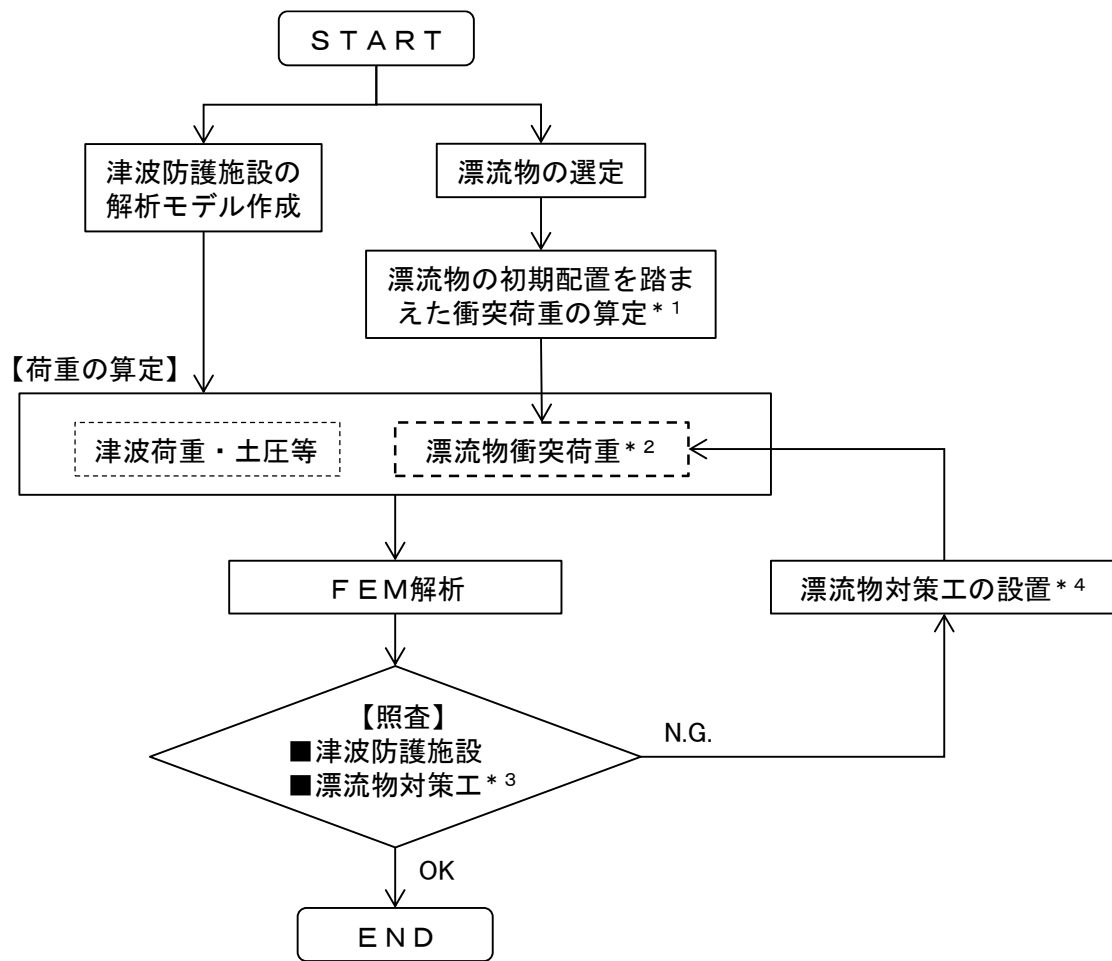 ＳＴＡＲＴ
津波防護施設の
解析モデル作成
漂流物の選定
漂流物の初期配置を踏ま
えた衝突荷重の算定*１
【荷重の算定】
津波荷重・土圧等
漂流物衝突荷重*２
ＦＥＭ解析
漂流物対策工の設置*４
【照査】
■津波防護施設
■漂流物対策工*３
N.G.
OK
ＥＮＤ